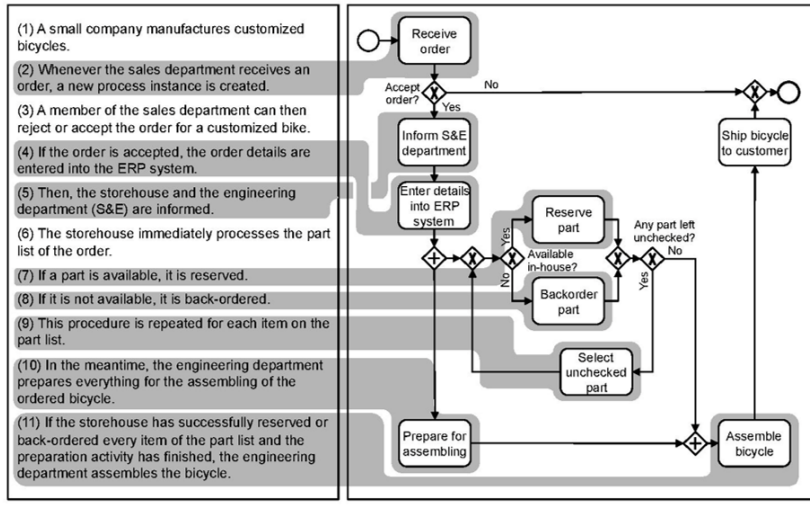 (1) A small company manufactures customized
bicycles.
(2) Whenever the sales department receives an
order, a new process instance is created.
(3) A member of the sales department can then
reject or accept the order for a customized bike.
(4) If the order is accepted, the order details are
entered into the ERP system.
(5) Then, the storehouse and the engineering
department (S&E) are informed.
(6) The storehouse immediately processes the part
list of the order.
(7) If a part is available, it is reserved.
(8) If it is not available, it is back-ordered.
(9) This procedure is repeated for each item on the
part list.
(10) In the meantime, the engineering department
prepares everything for the assembling of the
ordered bicycle.
(11) If the storehouse has successfully reserved or
back-ordered every item of the part list and the
preparation activity has finished, the engineering
department assembles the bicycle.
Receive
order
Accept
order?
No
Yes
Inform S&E
department
Enter details
into ERP
system
Ship bicycle
to customer
Reserve
part
Yes
Available
in-house?
No
Backorder
part
Any part left
unchecked?
No
Yes
Select
unchecked
part
Prepare for
assembling
Assemble
bicycle